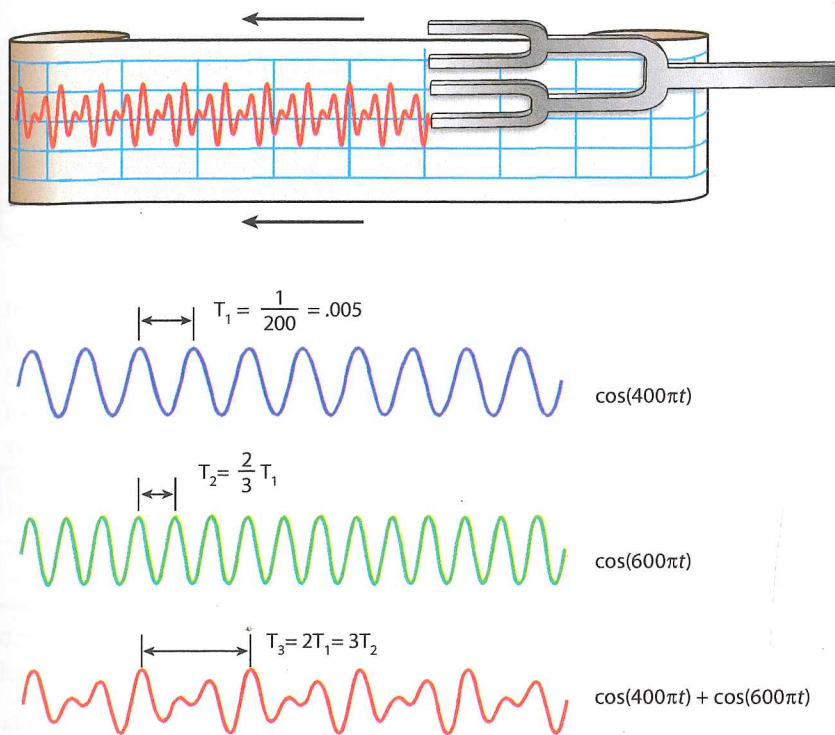 T₁ = 1/200 = .005
cos(400πt)
T₂= 2/3 T₁
cos(600πt)
T₃= 2T₁= 3T₂
cos(400πt) + cos(600πt)